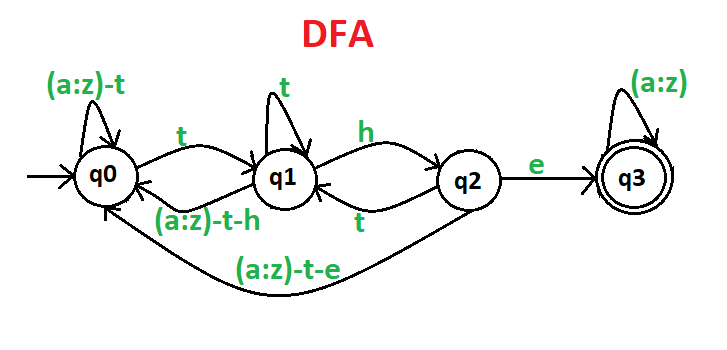 DFA
(a:z)-t
t
(a:z)
t
h
q0
q1
q2
e
q3
(a:z)-t-h
t
(a:z)-t-e